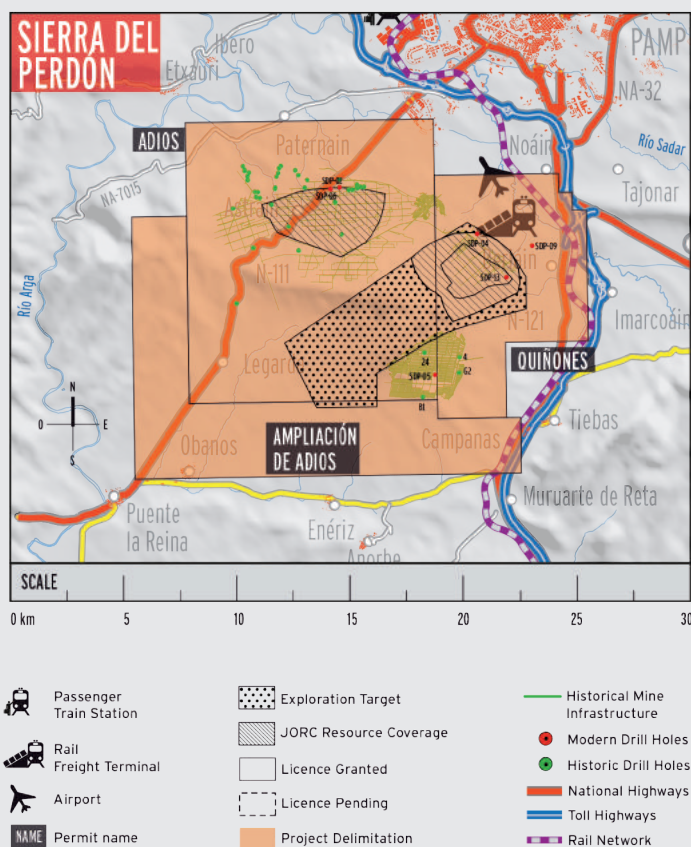 SIERRA DEL
PERDÓN
Ibero
Etxauri
PAMP
NA-32
ADIOS
Paternain
Noáin
Río Sadar
Tajonar
NA-7015
SDP-06
SDP-04
SDP-09
Río Arga
N-111
SDP-13
N-121
Imarcoáin
Legard
24
4
SDP-05
G2
B1
QUIÑONES
N
O
E
S
AMPLIACIÓN
DE ADIOS
Campanas
Tiebas
Obanos
Muruarte de Reta
Puente
la Reina
Enériz
SCALE
0 km
5
10
15
20
25
30
Passenger
Train Station
Rail
Freight Terminal
Airport
NAME
Permit name
Exploration Target
JORC Resource Coverage
Licence Granted
Licence Pending
Project Delimitation
Historical Mine
Infrastructure
Modern Drill Holes
Historic Drill Holes
National Highways
Toll Highways
Rail Network